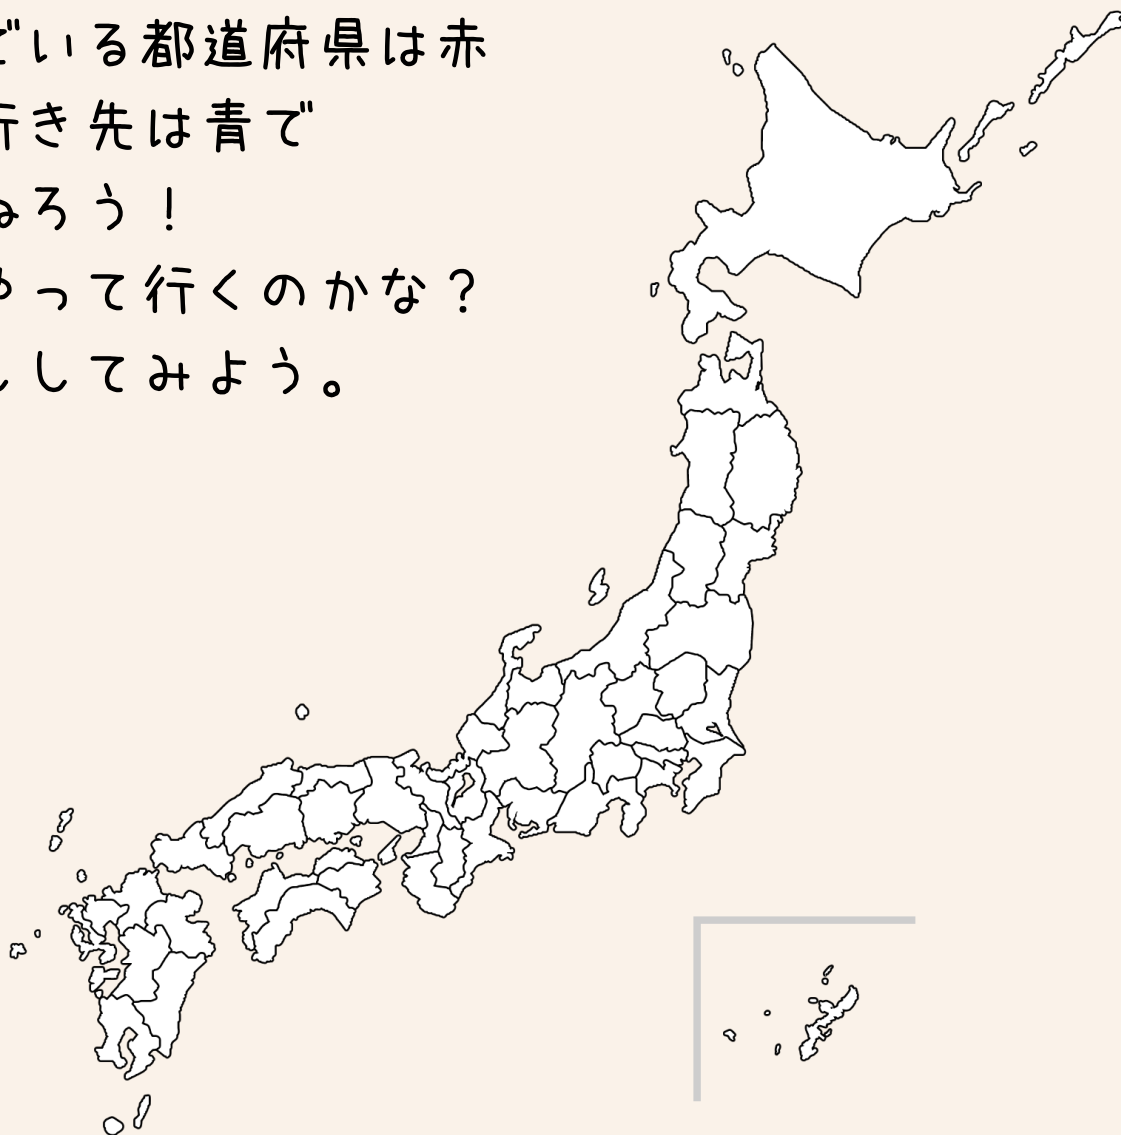 でいる都道府県は赤
行き先は青で
ぬろう！
やって行くのかな？
してみよう。